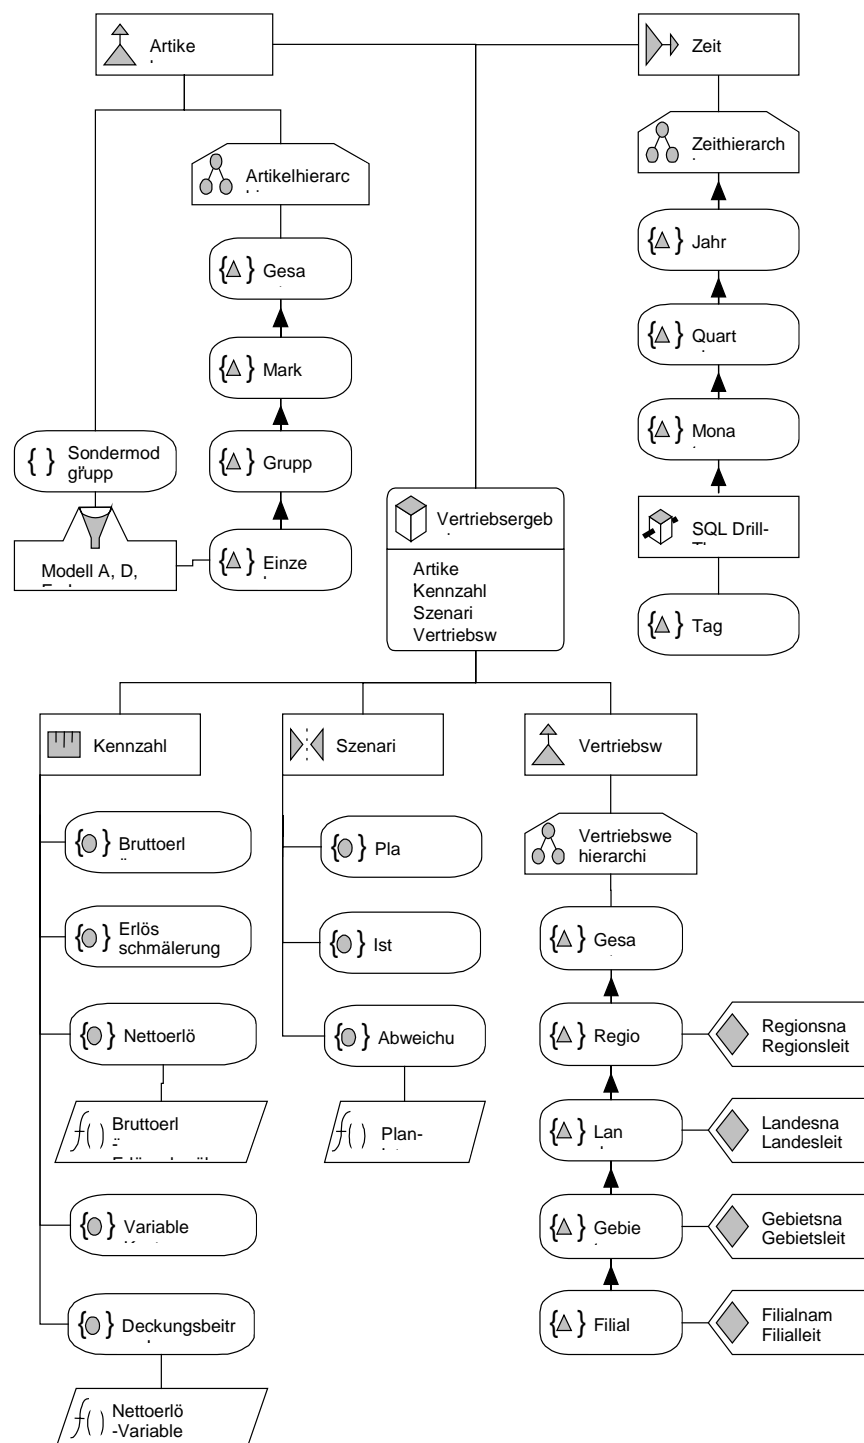 Artike
Zeit
Artikelhierarc
Zeithierarch
Gesa
Jahr
Mark
Quart
Sondermod
grupp
Grupp
Mona
Vertriebsergeb
Artike
Kennzahl
Szenari
Vertriebsw
SQL Drill-
Modell A, D,
Einze
Tag
Kennzahl
Szenari
Vertriebsw
Bruttoerl
Pla
Vertriebswe
hierarchi
Erlös
schmälerung
Ist
Gesa
Nettoerlö
Abweichu
Regio
Regionsna
Regionsleit
Bruttoerl
-
Plan-
Lan
Landesna
Landesleit
Variable
Gebie
Gebietsna
Gebietsleit
Deckungsbeitr
Filial
Filialnam
Filialleit
Nettoerlö
-Variable